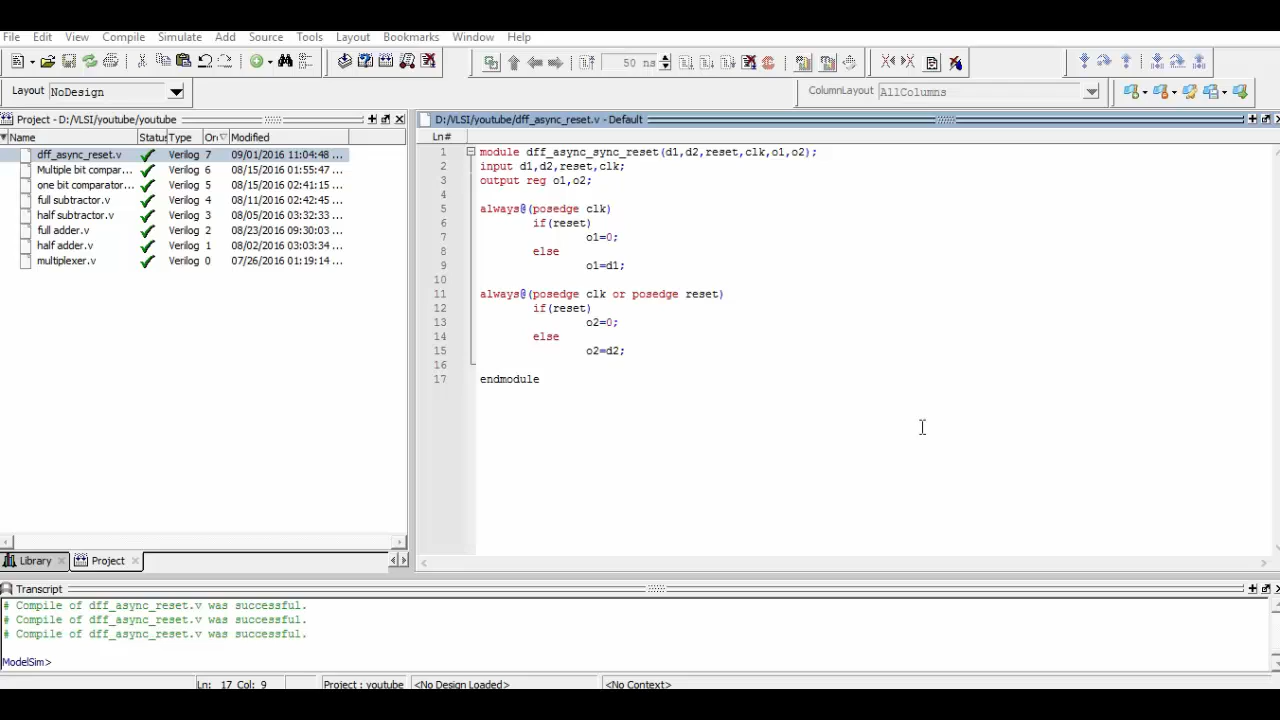 File Edit View Compile Simulate Add Source Tools Layout Bookmarks Window Help
50 ns
Layout NoDesign
ColumnLayout AllColumns
Project - D:/VLSI/youtube/youtube
Name Status Type Or Modified
dff_async_reset.v Verilog 7 09/01/2016 11:04:48 ...
Multiple bit compar... Verilog 6 08/15/2016 01:55:47 ...
one bit comparator... Verilog 5 08/15/2016 02:41:15 ...
full subtractor.v Verilog 4 08/11/2016 02:42:45 ...
half subtractor.v Verilog 3 08/05/2016 03:32:33 ...
full adder.v Verilog 2 08/23/2016 09:30:03 ...
half adder.v Verilog 1 08/02/2016 03:03:34 ...
multiplexer.v Verilog 0 07/26/2016 01:19:14 ...
Library Project
D:/VLSI/youtube/dff_async_reset.v - Default
Ln#
1 module dff_async_sync_reset(d1,d2,reset,clk,o1,o2);
2 input d1,d2,reset,clk;
3 output reg o1,o2;
4
5 always@(posedge clk)
6 if(reset)
7 o1=0;
8 else
9 o1=d1;
10
11 always@(posedge clk or posedge reset)
12 if(reset)
13 o2=0;
14 else
15 o2=d2;
16
17 endmodule
Transcript
# Compile of dff_async_reset.v was successful.
# Compile of dff_async_reset.v was successful.
# Compile of dff_async_reset.v was successful.
ModelSim>
Ln: 17 Col: 9 Project : youtube <No Design Loaded> <No Context>